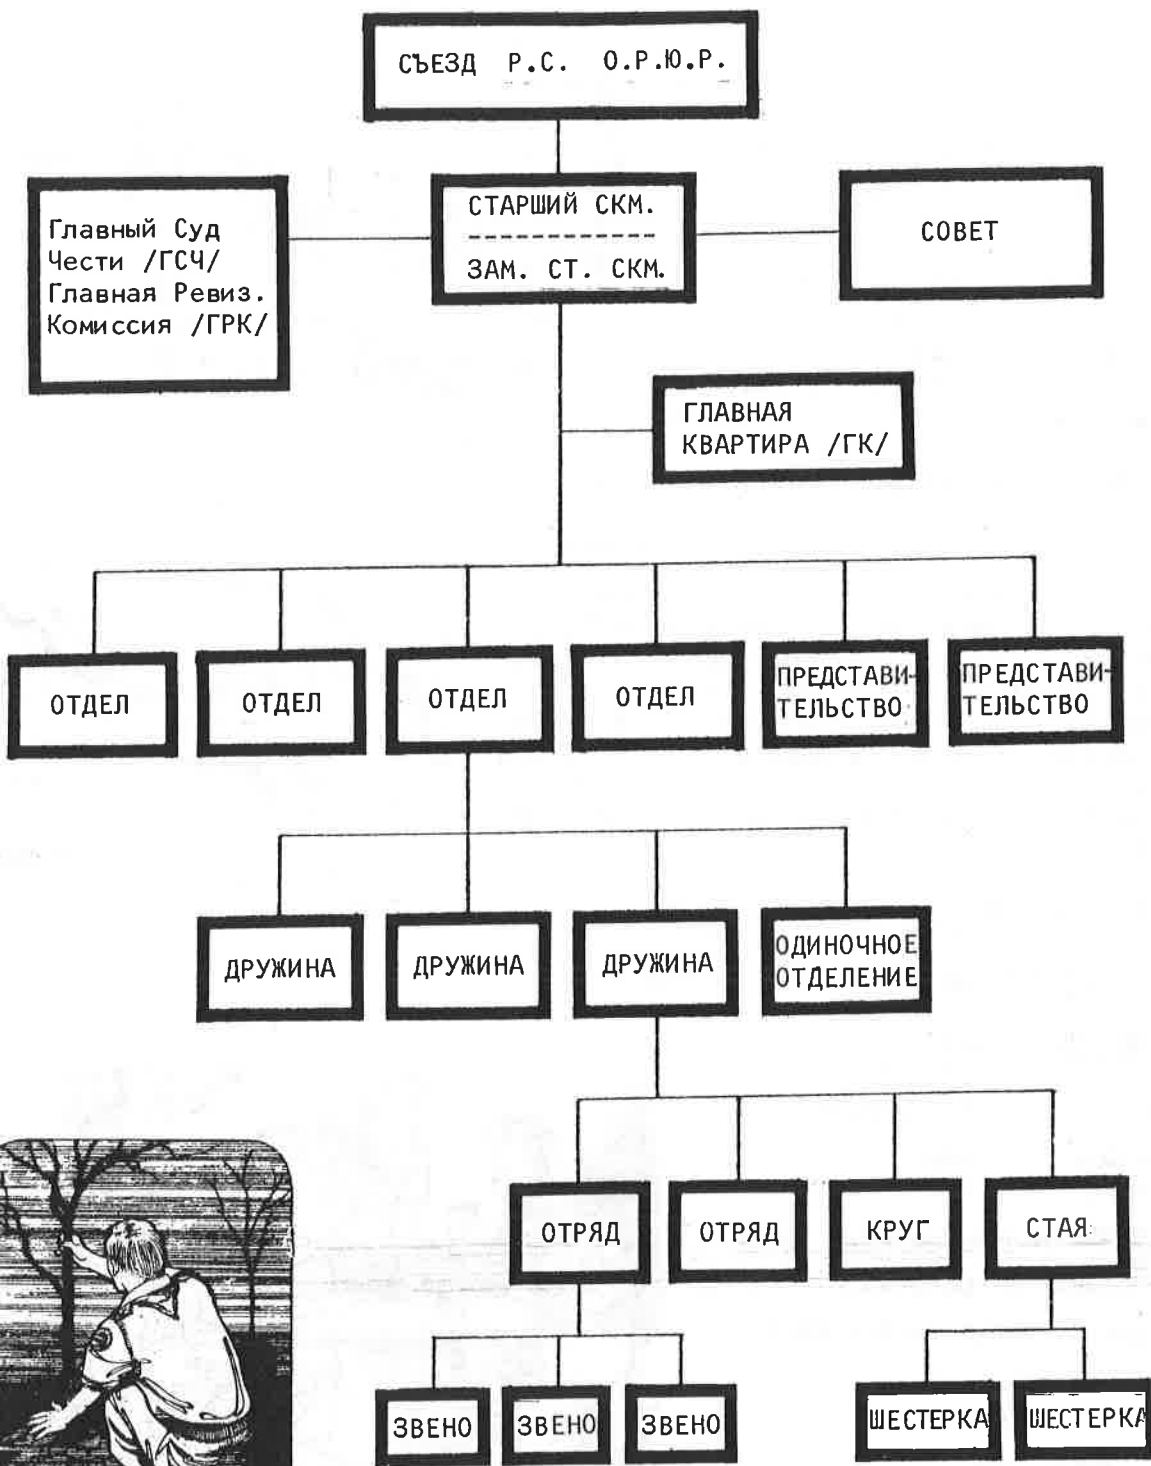 СЪЕЗД Р.С. О.Р.Ю.Р.
Главный Суд
Чести /ГСЧ/
Главная Ревиз.
Комиссия /ГРК/
СТАРШИЙ СКМ.
------------
ЗАМ. СТ. СКМ.
СОВЕТ
ГЛАВНАЯ
КВАРТИРА /ГК/
ОТДЕЛ
ОТДЕЛ
ОТДЕЛ
ОТДЕЛ
ПРЕДСТАВИ-
ТЕЛЬСТВО
ПРЕДСТАВИ-
ТЕЛЬСТВО
ДРУЖИНА
ДРУЖИНА
ДРУЖИНА
ОДИНОЧНОЕ
ОТДЕЛЕНИЕ
ОТРЯД
ОТРЯД
КРУГ
СТАЯ
ЗВЕНО
ЗВЕНО
ЗВЕНО
ШЕСТЕРКА
ШЕСТЕРКА